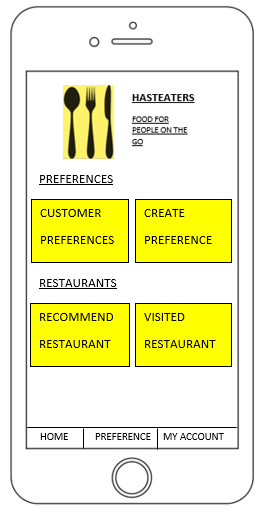 HASTEATERS
FOOD FOR
PEOPLE ON THE
GO
PREFERENCES
CUSTOMER
PREFERENCES
CREATE
PREFERENCE
RESTAURANTS
RECOMMEND
RESTAURANT
VISITED
RESTAURANT
HOME PREFERENCE MY ACCOUNT